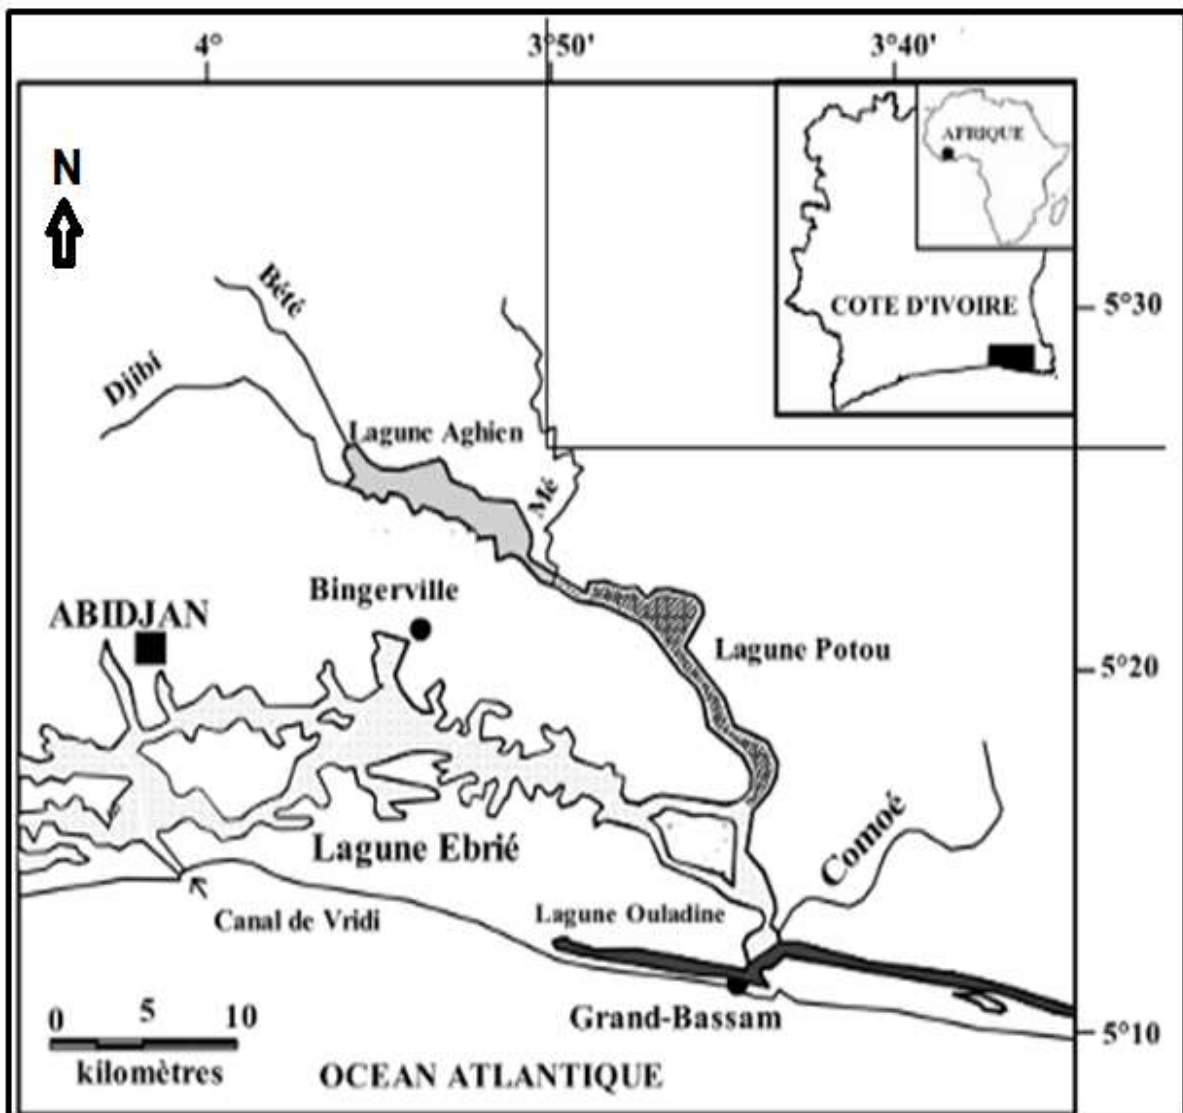 4°
3°50'
3°40'
N
AFRIQUE
COTE D'IVOIRE
5°30
Bété
Djibi
Lagune Aghien
Mé
Bingerville
ABIDJAN
Lagune Potou
5°20
Comoé
Lagune Ebrié
Canal de Vridi
Lagune Ouladine
Grand-Bassam
5°10
0 5 10
kilomètres
OCEAN ATLANTIQUE